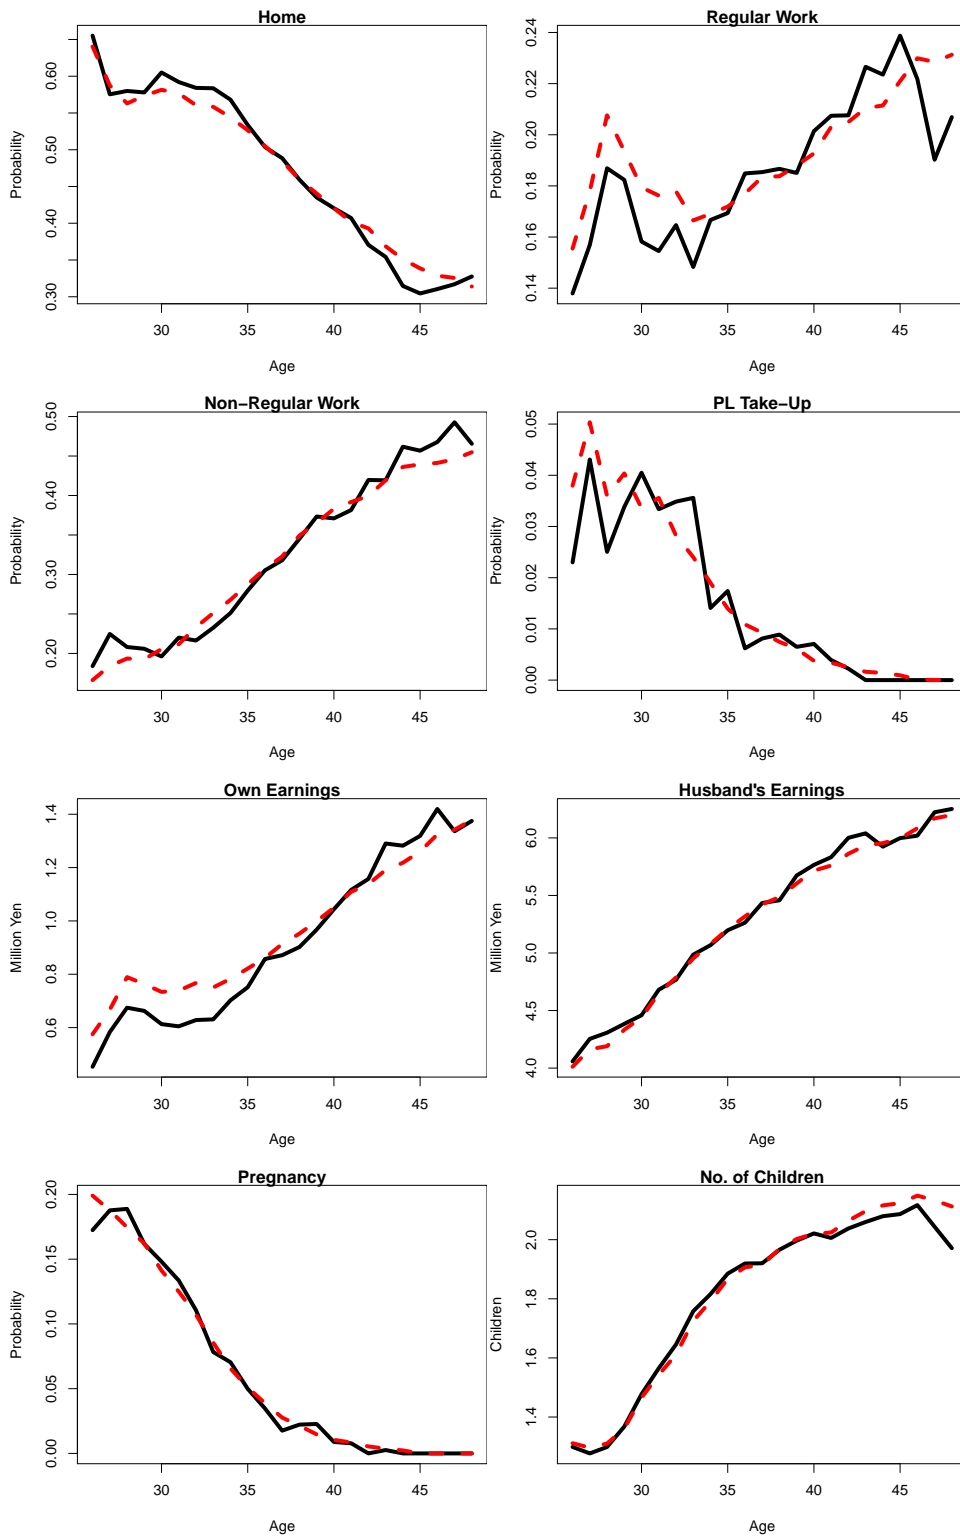 Home
Probability
0.30 0.40 0.50 0.60
30 35 40 45
Age
Regular Work
Probability
0.14 0.16 0.18 0.20 0.22 0.24
30 35 40 45
Age
Non−Regular Work
Probability
0.20 0.30 0.40 0.50
30 35 40 45
Age
PL Take−Up
Probability
0.00 0.01 0.02 0.03 0.04 0.05
30 35 40 45
Age
Own Earnings
Million Yen
0.6 0.8 1.0 1.2 1.4
30 35 40 45
Age
Husband's Earnings
Million Yen
4.0 4.5 5.0 5.5 6.0
30 35 40 45
Age
Pregnancy
Probability
0.00 0.05 0.10 0.15 0.20
30 35 40 45
Age
No. of Children
Children
1.4 1.6 1.8 2.0
30 35 40 45
Age